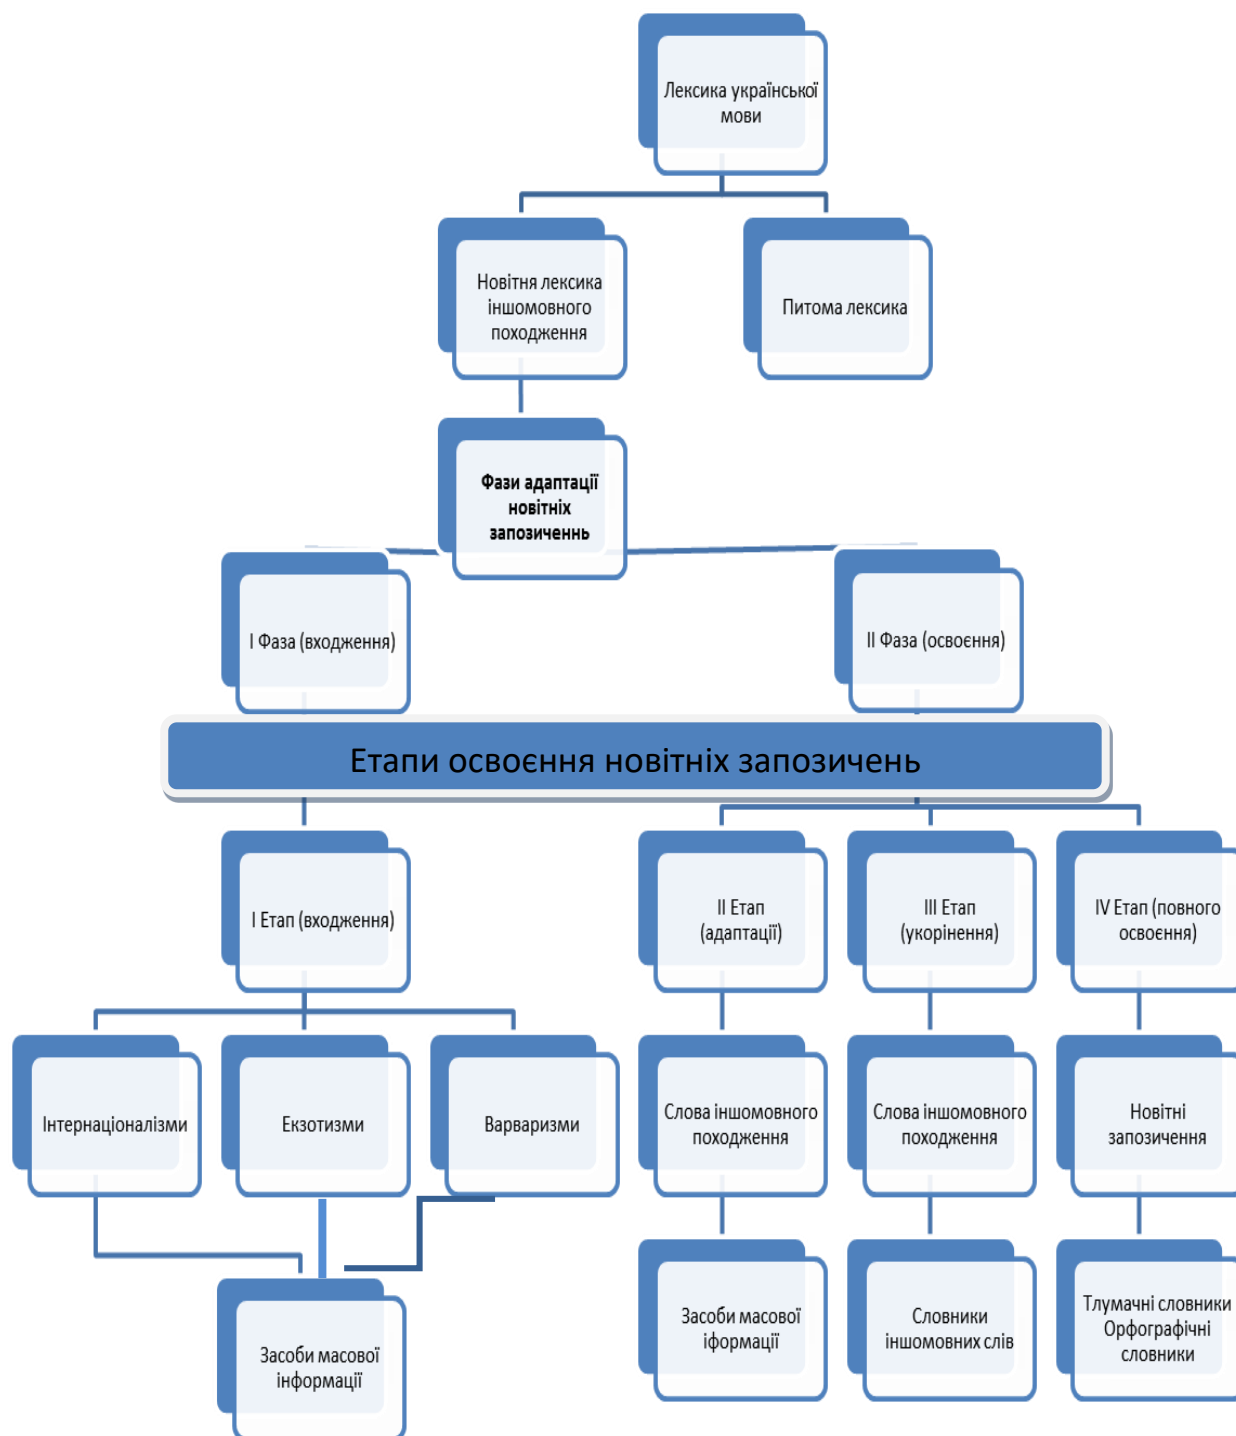 Лексика української
мови
Новітня лексика
іншомовного
походження
Питома лексика
Фази адаптації
новітніх
запозиченнь
І Фаза (входження)
ІІ Фаза (освоєння)
Етапи освоєння новітніх запозичень
І Етап (входження)
ІІ Етап
(адаптації)
ІІІ Етап
(укорінення)
IV Етап (повного
освоєння)
Інтернаціоналізми
Екзотизми
Варваризми
Слова іншомовного
походження
Слова іншомовного
походження
Новітні
запозичення
Засоби масової
інформації
Засоби масової
іформації
Словники
іншомовних слів
Тлумачні словники
Орфографічні
словники